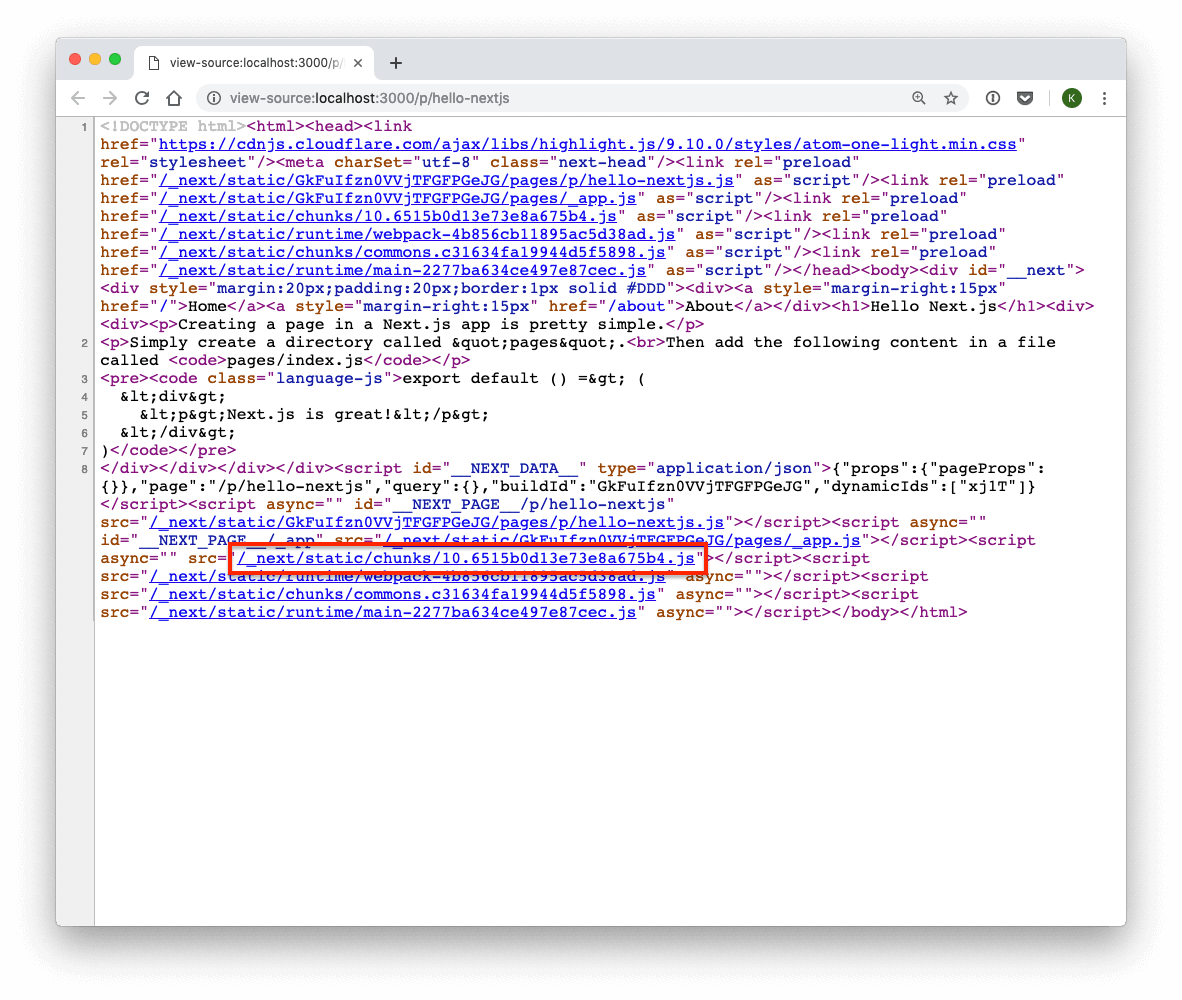 view-source:localhost:3000/p/
view-source:localhost:3000/p/hello-nextjs
K
1 <!DOCTYPE html><html><head><link
href="https://cdnjs.cloudflare.com/ajax/libs/highlight.js/9.10.0/styles/atom-one-light.min.css"
rel="stylesheet"/><meta charSet="utf-8" class="next-head"/><link rel="preload"
href="/_next/static/GkFuIfzn0VVjTFGFPGeJG/pages/p/hello-nextjs.js" as="script"/><link rel="preload"
href="/_next/static/GkFuIfzn0VVjTFGFPGeJG/pages/_app.js" as="script"/><link rel="preload"
href="/_next/static/chunks/10.6515b0d13e73e8a675b4.js" as="script"/><link rel="preload"
href="/_next/static/runtime/webpack-4b856cb11895ac5d38ad.js" as="script"/><link rel="preload"
href="/_next/static/chunks/commons.c31634fa19944d5f5898.js" as="script"/><link rel="preload"
href="/_next/static/runtime/main-2277ba634ce497e87cec.js" as="script"/></head><body><div id="__next">
<div style="margin:20px;padding:20px;border:1px solid #DDD"><div><a style="margin-right:15px"
href="/">Home</a><a style="margin-right:15px" href="/about">About</a></div><h1>Hello Next.js</h1><div>
<div><p>Creating a page in a Next.js app is pretty simple.</p>
2 <p>Simply create a directory called &quot;pages&quot;.<br>Then add the following content in a file
called <code>pages/index.js</code></p>
3 <pre><code class="language-js">export default () =&gt; (
4 &lt;div&gt;
5 &lt;p&gt;Next.js is great!&lt;/p&gt;
6 &lt;/div&gt;
7 )</code></pre>
8 </div></div></div></div><script id="__NEXT_DATA__" type="application/json">{"props":{"pageProps":
{}},"page":"/p/hello-nextjs","query":{},"buildId":"GkFuIfzn0VVjTFGFPGeJG","dynamicIds":["xj1T"]}
</script><script async="" id="__NEXT_PAGE__/p/hello-nextjs"
src="/_next/static/GkFuIfzn0VVjTFGFPGeJG/pages/p/hello-nextjs.js"></script><script async=""
id="__NEXT_PAGE__/_app" src="/_next/static/GkFuIfzn0VVjTFGFPGeJG/pages/_app.js"></script><script
async="" src="/_next/static/chunks/10.6515b0d13e73e8a675b4.js"></script><script
src="/_next/static/runtime/webpack-4b856cb11895ac5d38ad.js" async=""></script><script
src="/_next/static/chunks/commons.c31634fa19944d5f5898.js" async=""></script><script
src="/_next/static/runtime/main-2277ba634ce497e87cec.js" async=""></script></body></html>